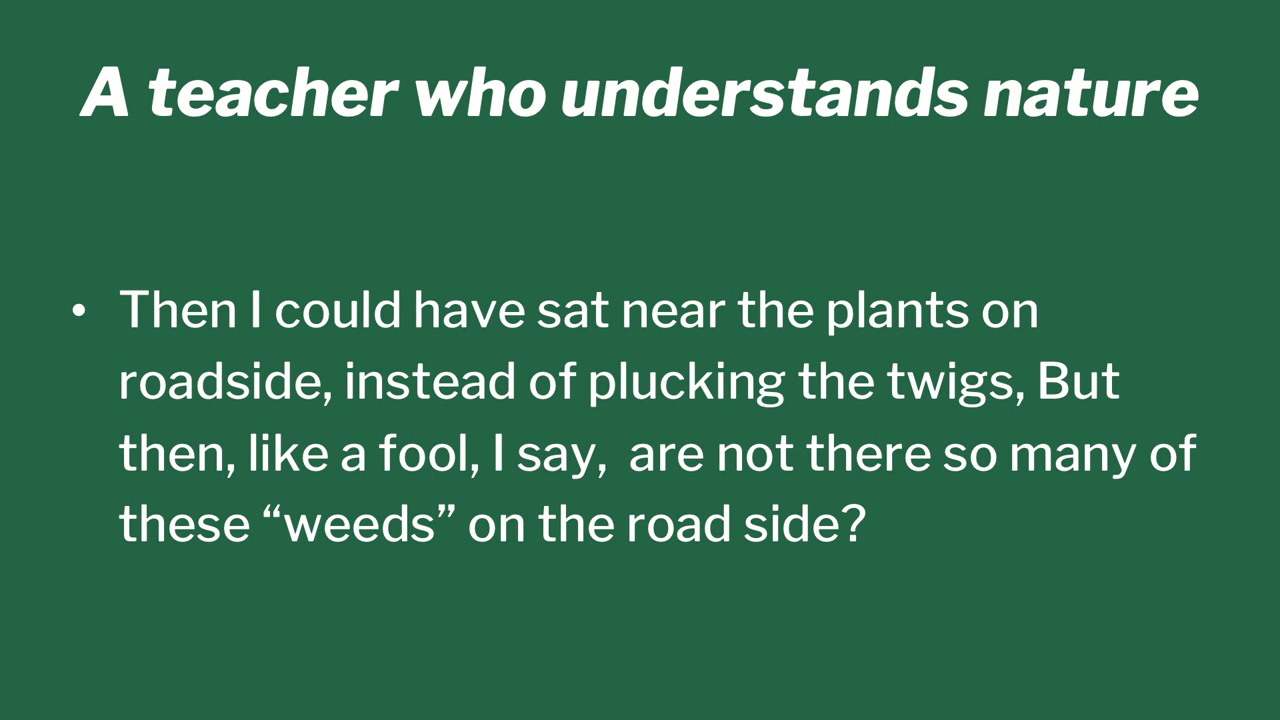 A teacher who understands nature
• Then I could have sat near the plants on
roadside, instead of plucking the twigs, But
then, like a fool, I say,  are not there so many of
these “weeds” on the road side?